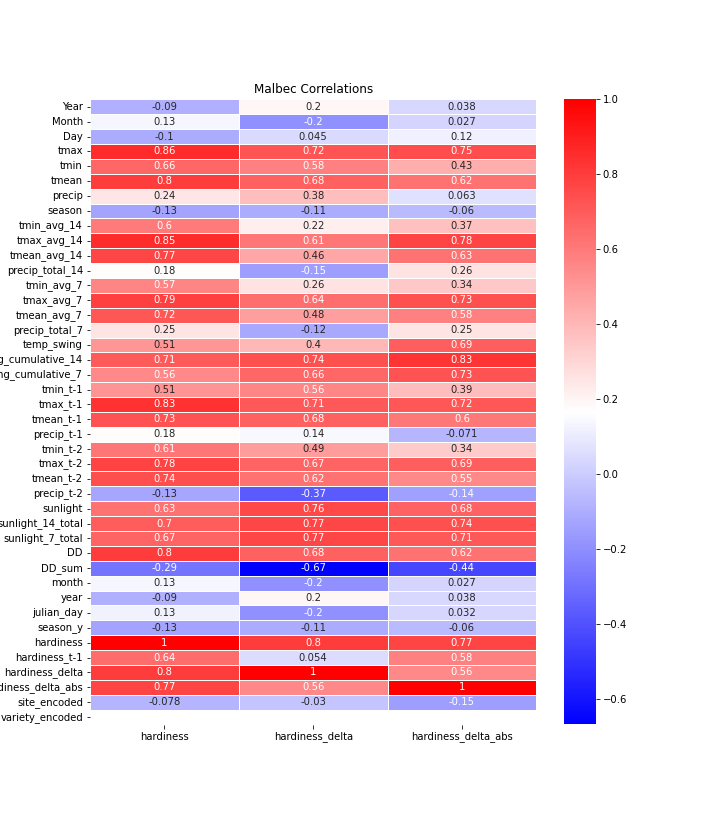 Malbec Correlations
Year -0.09 0.2 0.038
Month 0.13 -0.2 0.027
Day -0.1 0.045 0.12
tmax 0.86 0.72 0.75
tmin 0.66 0.58 0.43
tmean 0.8 0.68 0.62
precip 0.24 0.38 0.063
season -0.13 -0.11 -0.06
tmin_avg_14 0.6 0.22 0.37
tmax_avg_14 0.85 0.61 0.78
tmean_avg_14 0.77 0.46 0.63
precip_total_14 0.18 -0.15 0.26
tmin_avg_7 0.57 0.26 0.34
tmax_avg_7 0.79 0.64 0.73
tmean_avg_7 0.72 0.48 0.58
precip_total_7 0.25 -0.12 0.25
temp_swing 0.51 0.4 0.69
g_cumulative_14 0.71 0.74 0.83
ng_cumulative_7 0.56 0.66 0.73
tmin_t-1 0.51 0.56 0.39
tmax_t-1 0.83 0.71 0.72
tmean_t-1 0.73 0.68 0.6
precip_t-1 0.18 0.14 -0.071
tmin_t-2 0.61 0.49 0.34
tmax_t-2 0.78 0.67 0.69
tmean_t-2 0.74 0.62 0.55
precip_t-2 -0.13 -0.37 -0.14
sunlight 0.63 0.76 0.68
sunlight_14_total 0.7 0.77 0.74
sunlight_7_total 0.67 0.77 0.71
DD 0.8 0.68 0.62
DD_sum -0.29 -0.67 -0.44
month 0.13 -0.2 0.027
year -0.09 0.2 0.038
julian_day 0.13 -0.2 0.032
season_y -0.13 -0.11 -0.06
hardiness 1 0.8 0.77
hardiness_t-1 0.64 0.054 0.58
hardiness_delta 0.8 1 0.56
diness_delta_abs 0.77 0.56 1
site_encoded -0.078 -0.03 -0.15
variety_encoded
hardiness hardiness_delta hardiness_delta_abs
1.0
0.8
0.6
0.4
0.2
0.0
−0.2
−0.4
−0.6